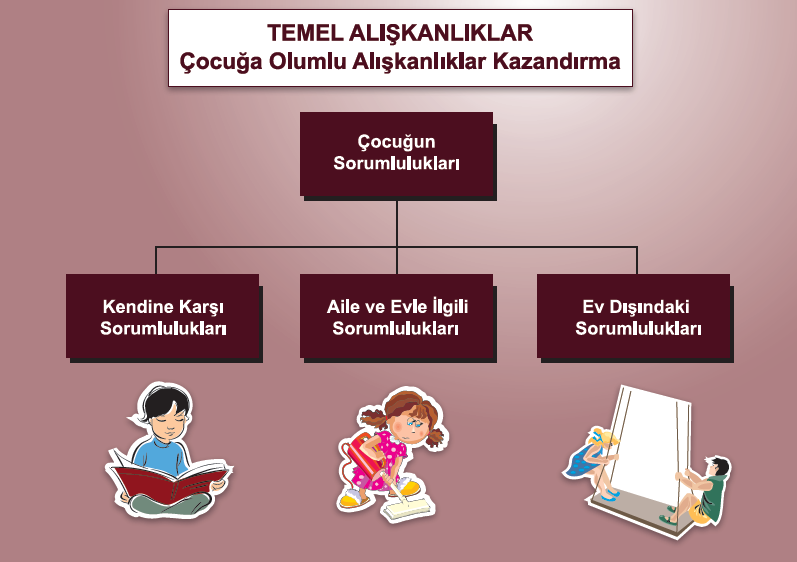 TEMEL ALIŞKANLIKLAR
Çocuğa Olumlu Alışkanlıklar Kazandırma
Çocuğun
Sorumlulukları
Kendine Karşı
Sorumlulukları
Aile ve Evle İlgili
Sorumlulukları
Ev Dışındaki
Sorumlulukları